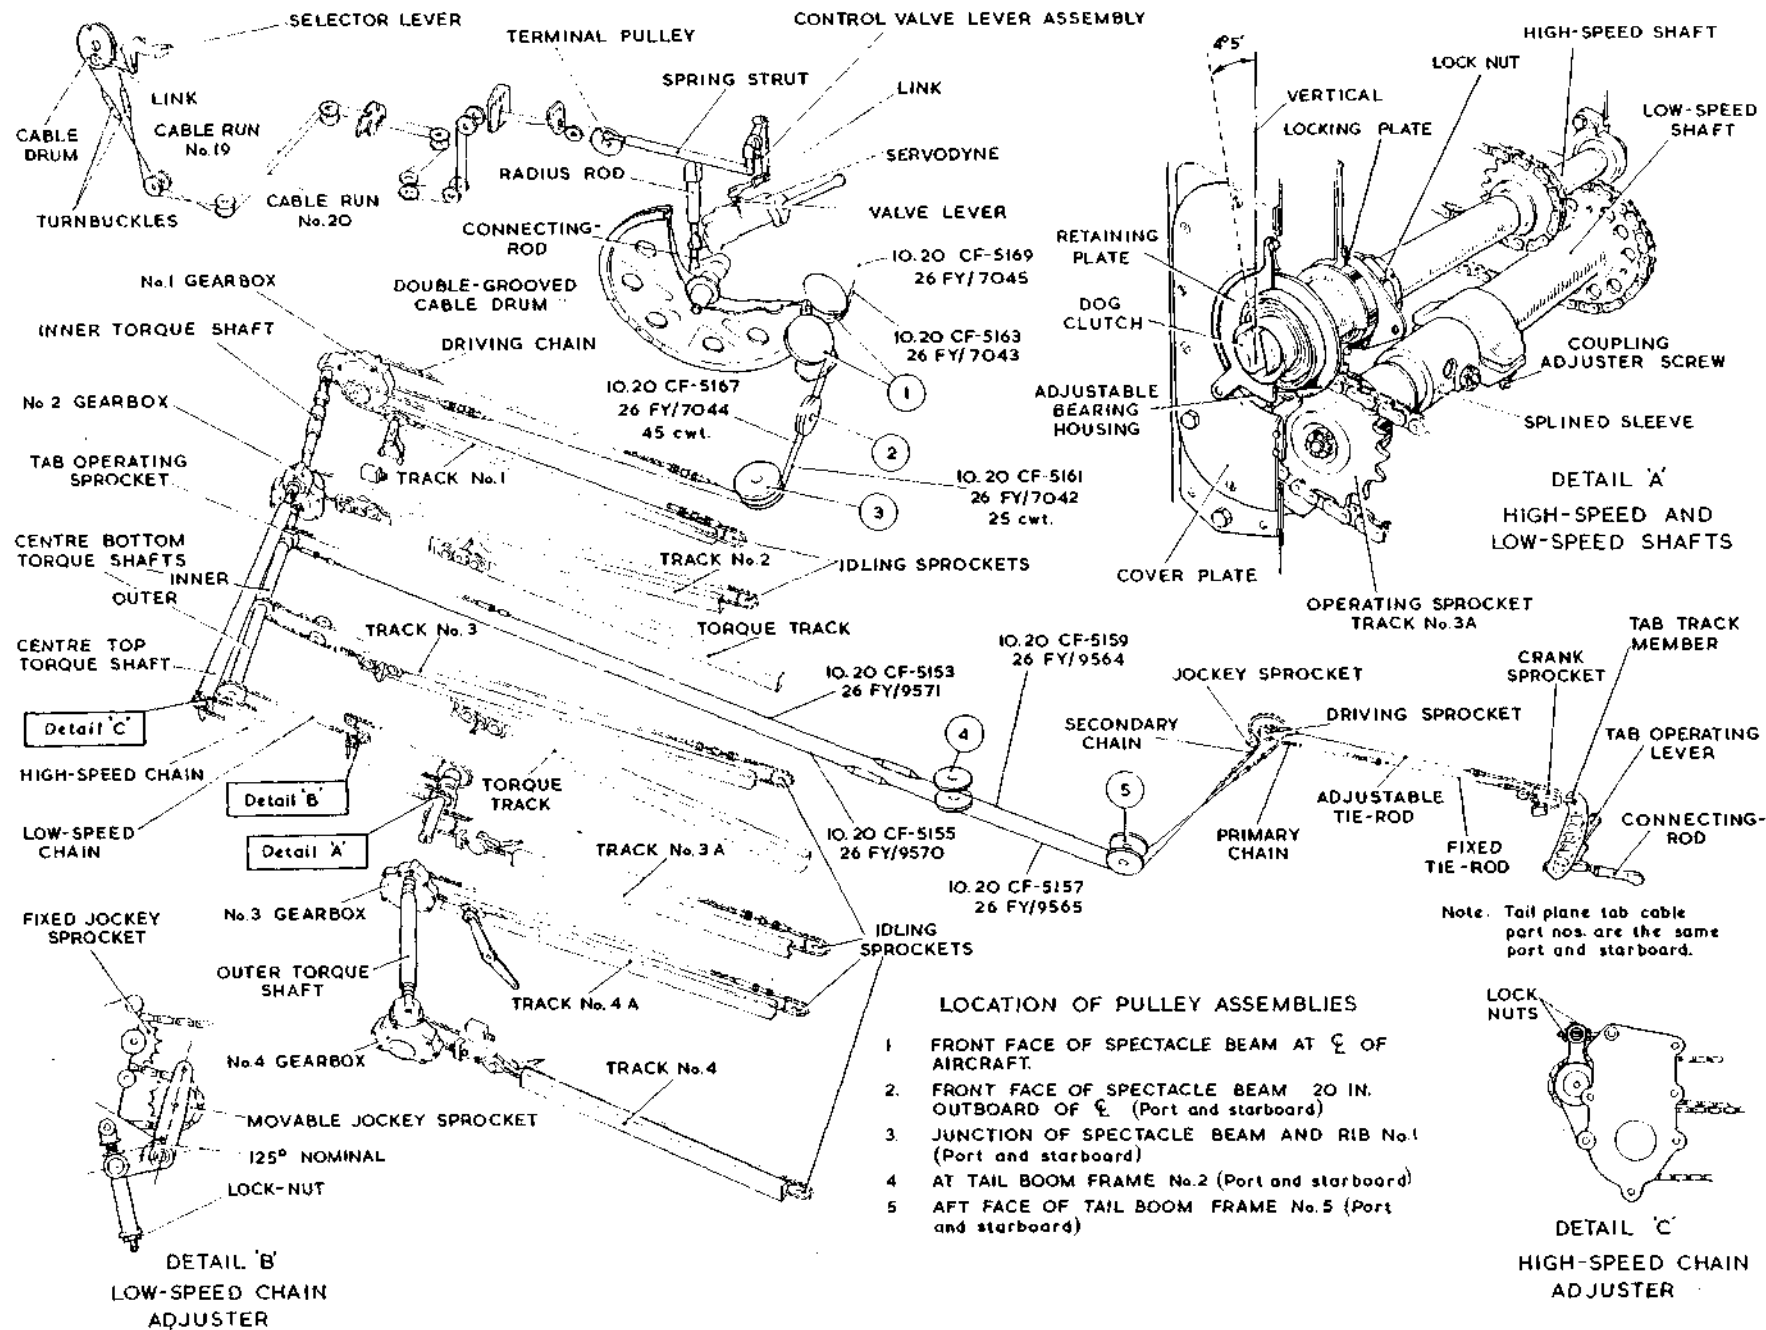 SELECTOR LEVER
TERMINAL PULLEY
CONTROL VALVE LEVER ASSEMBLY
SPRING STRUT
LINK
LINK
CABLE DRUM
CABLE RUN
No.19
CABLE RUN
No.20
TURNBUCKLES
RADIUS ROD
SERVODYNE
VALVE LEVER
CONNECTING-
ROD
DOUBLE-GROOVED
CABLE DRUM
10.20 CF-5169
26 FY/7045
10.20 CF-5163
26 FY/7043
10.20 CF-5167
26 FY/7044
45 cwt.
10.20 CF-5161
26 FY/7042
25 cwt.
1
2
3
No.1 GEARBOX
INNER TORQUE SHAFT
DRIVING CHAIN
No 2 GEARBOX
TAB OPERATING
SPROCKET
TRACK No.1
CENTRE BOTTOM
TORQUE SHAFTS
INNER
OUTER
TRACK No.2
IDLING SPROCKETS
TORQUE TRACK
TRACK No.3
CENTRE TOP
TORQUE SHAFT
Detail 'C'
HIGH-SPEED CHAIN
Detail 'B'
LOW-SPEED
CHAIN
Detail 'A'
TORQUE
TRACK
10.20 CF-5153
26 FY/9571
10.20 CF-5159
26 FY/9564
10.20 CF-5155
26 FY/9570
10.20 CF-5157
26 FY/9565
4
5
TRACK No.3 A
No.3 GEARBOX
OUTER TORQUE
SHAFT
TRACK No.4 A
IDLING
SPROCKETS
No.4 GEARBOX
TRACK No.4
HIGH-SPEED SHAFT
LOCK NUT
4°5'
VERTICAL
LOCKING PLATE
LOW-SPEED
SHAFT
RETAINING
PLATE
DOG
CLUTCH
ADJUSTABLE
BEARING
HOUSING
COUPLING
ADJUSTER SCREW
SPLINED SLEEVE
COVER PLATE
OPERATING SPROCKET
TRACK No.3A
DETAIL 'A'
HIGH-SPEED AND
LOW-SPEED SHAFTS
JOCKEY SPROCKET
SECONDARY
CHAIN
DRIVING SPROCKET
CRANK
SPROCKET
TAB TRACK
MEMBER
TAB OPERATING
LEVER
PRIMARY
CHAIN
ADJUSTABLE
TIE-ROD
FIXED
TIE-ROD
CONNECTING-
ROD
Note. Tail plane tab cable
part nos. are the same
port and starboard.
FIXED JOCKEY
SPROCKET
MOVABLE JOCKEY SPROCKET
125° NOMINAL
LOCK-NUT
DETAIL 'B'
LOW-SPEED CHAIN
ADJUSTER
LOCATION OF PULLEY ASSEMBLIES
1 FRONT FACE OF SPECTACLE BEAM AT ℄ OF
AIRCRAFT.
2. FRONT FACE OF SPECTACLE BEAM 20 IN.
OUTBOARD OF ℄ (Port and starboard)
3. JUNCTION OF SPECTACLE BEAM AND RIB No.1
(Port and starboard)
4 AT TAIL BOOM FRAME No.2 (Port and starboard)
5 AFT FACE OF TAIL BOOM FRAME No.5 (Port
and starboard)
LOCK
NUTS
DETAIL 'C'
HIGH-SPEED CHAIN
ADJUSTER